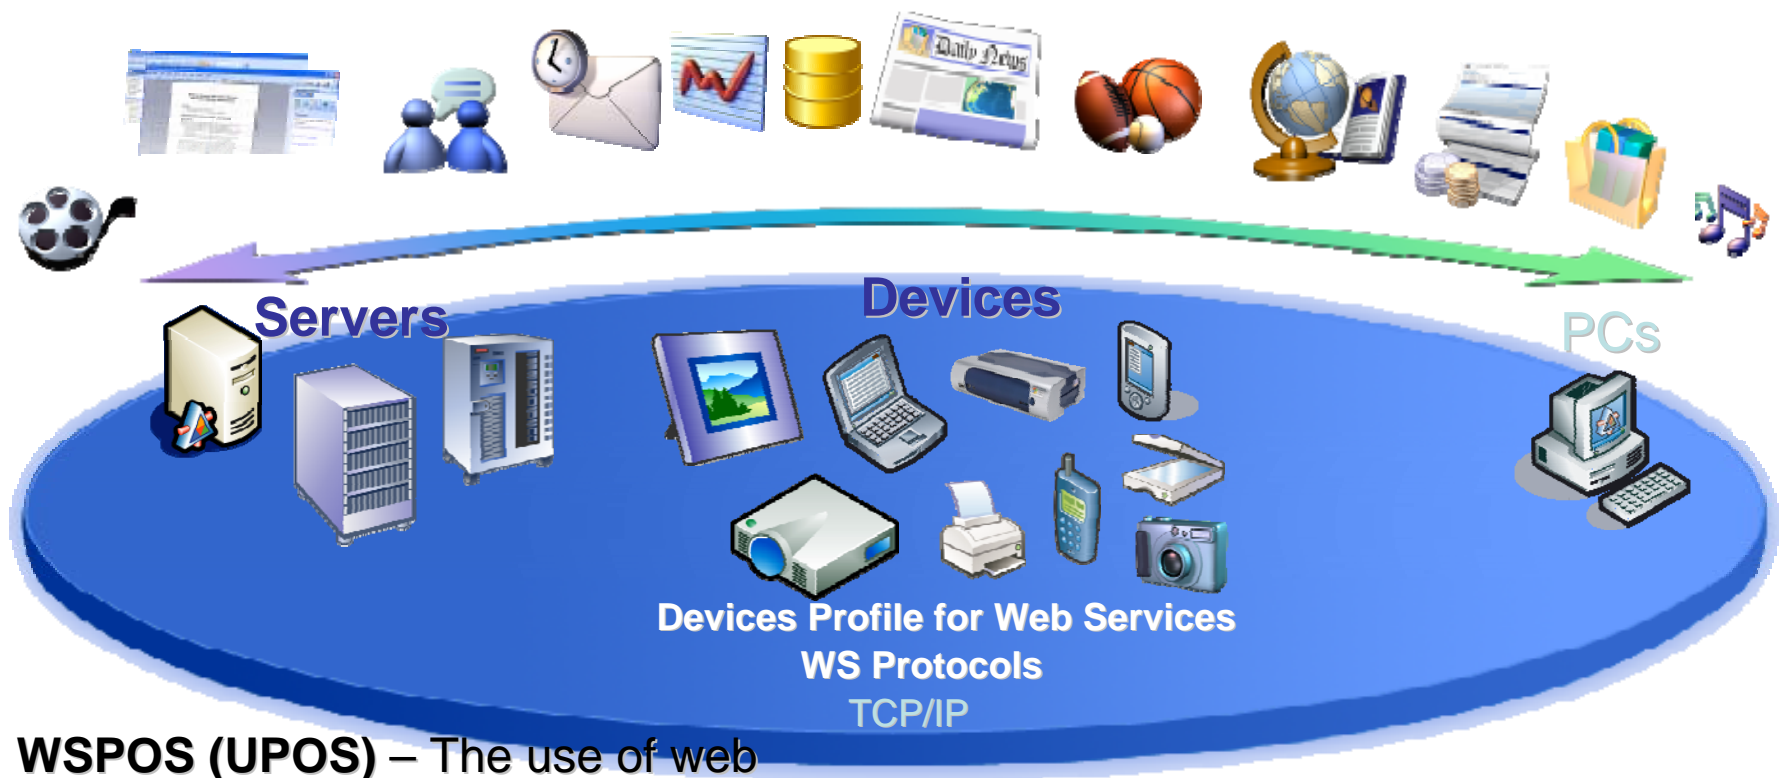 Daily News
Servers
Devices
PCs
Devices Profile for Web Services
WS Protocols
TCP/IP
WSPOS (UPOS) – The use of web